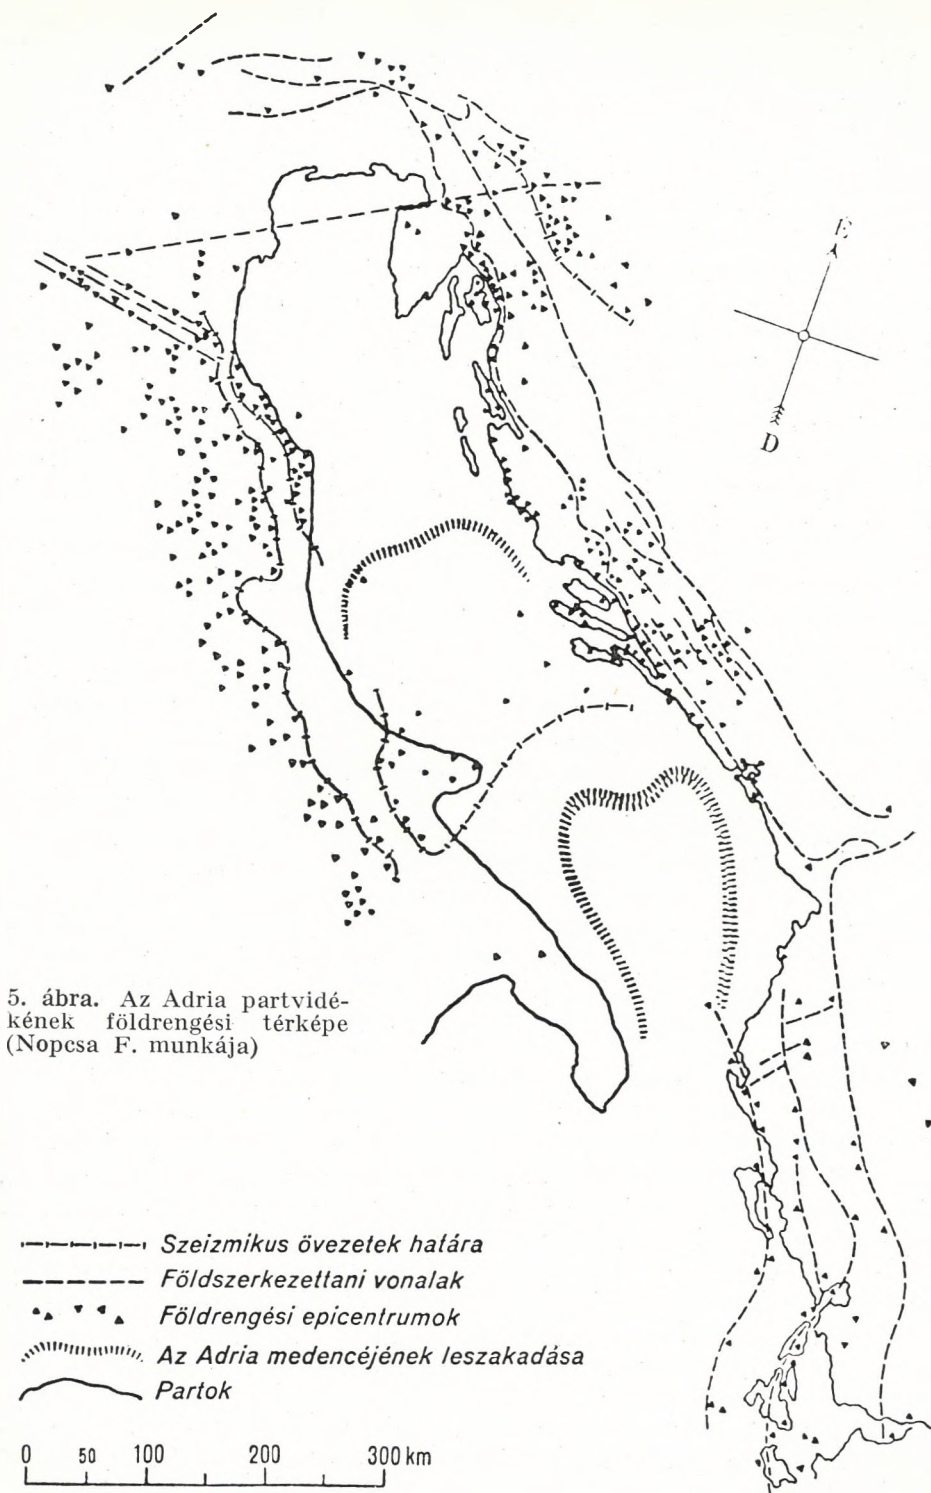 É
D
5. ábra. Az Adria partvidé-
kének földrengési térképe
(Nopcsa F. munkája)
Szeizmikus övezetek határa
Földszerkezettani vonalak
Földrengési epicentrumok
Az Adria medencéjének leszakadása
Partok
0 50 100 200 300 km